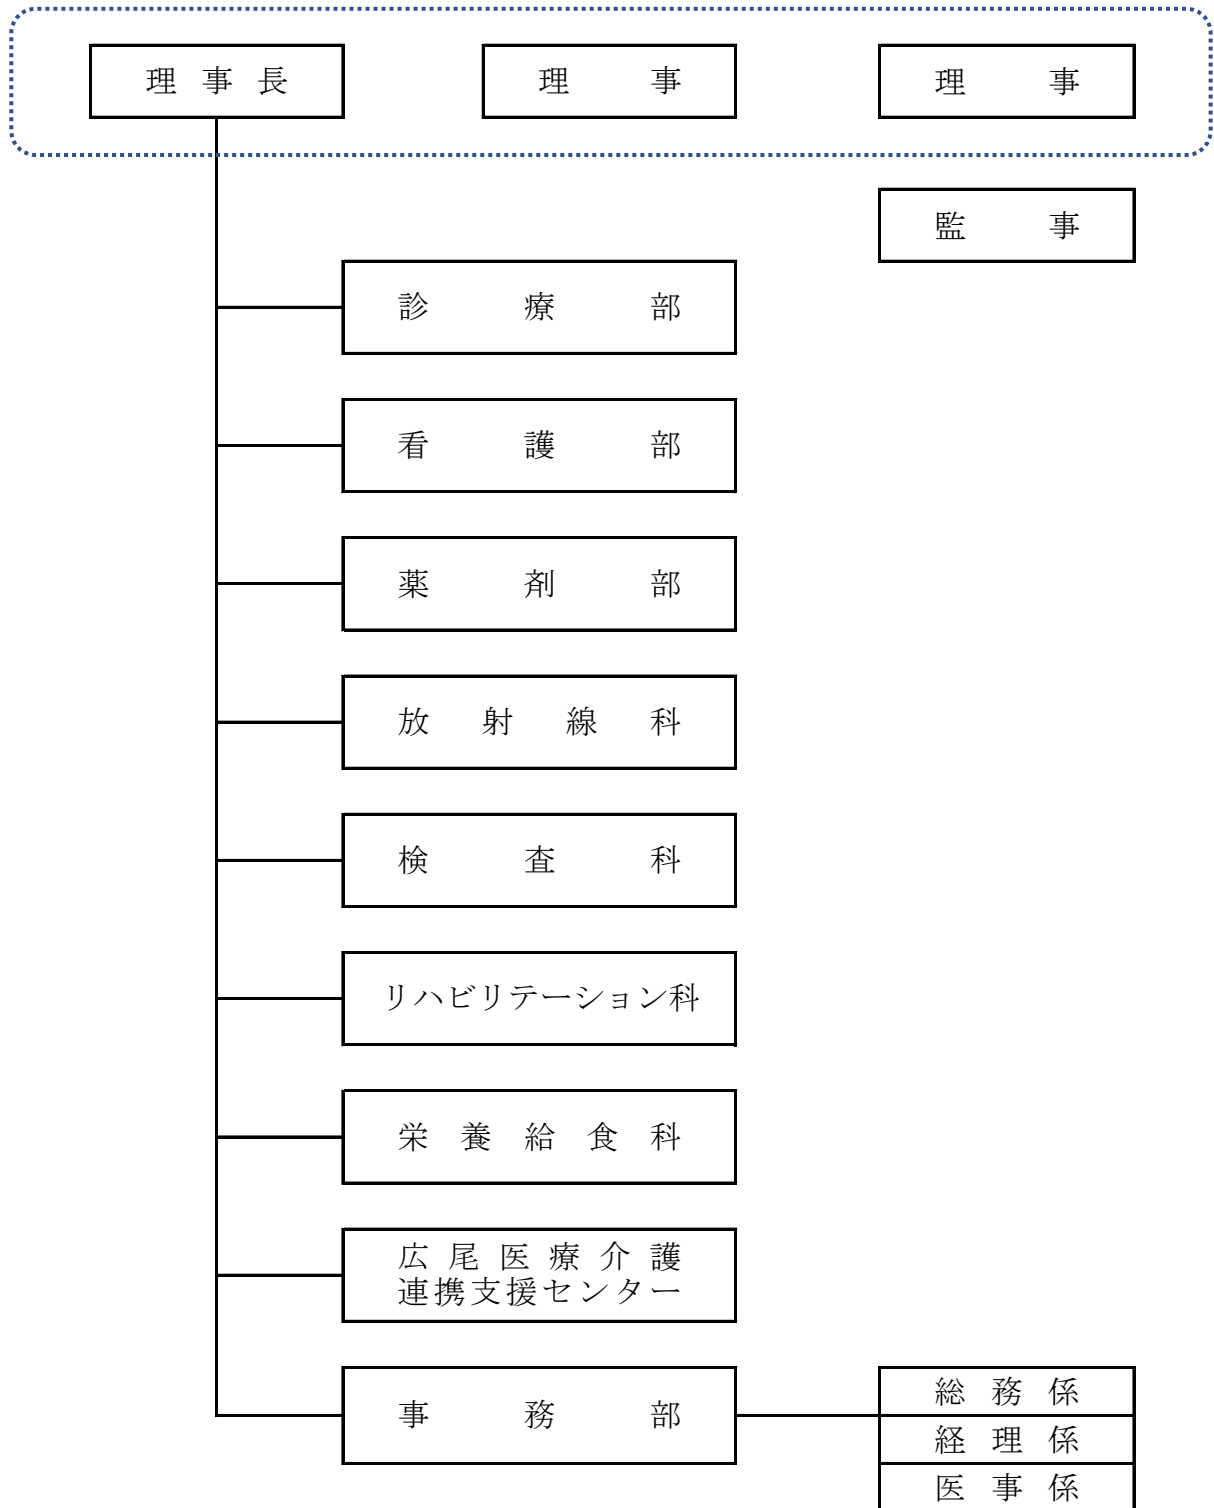 理事長
理事
理事
監事
診療部
看護部
薬剤部
放射線科
検査科
リハビリテーション科
栄養給食科
広尾医療介護
連携支援センター
事務部
総務係
経理係
医事係